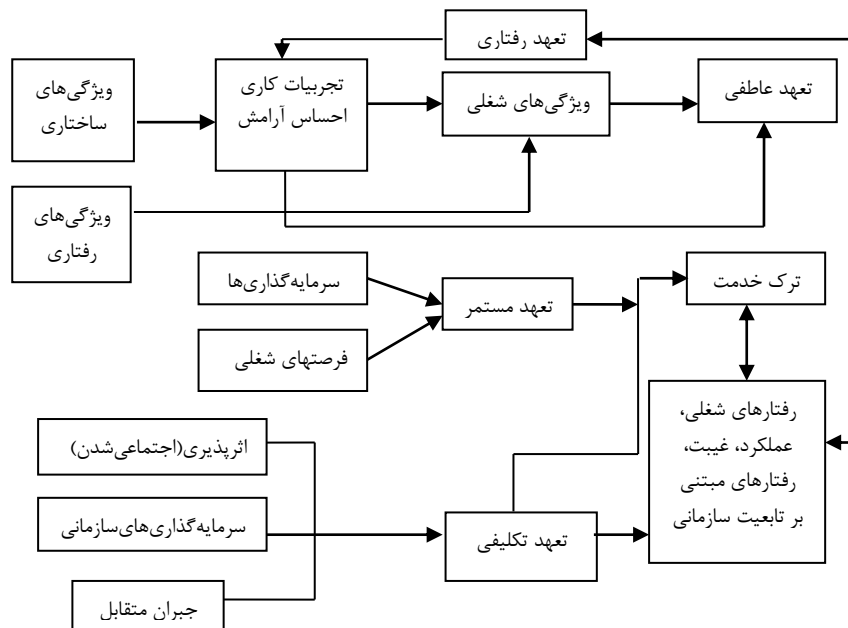 تعهد رفتاری
ویژگی‌های
ساختاری
تجربیات کاری
احساس آرامش
ویژگی‌های شغلی
تعهد عاطفی
ویژگی‌های
رفتاری
سرمایه‌گذاری‌ها
تعهد مستمر
ترک خدمت
فرصتهای شغلی
رفتارهای شغلی،
عملکرد، غیبت،
رفتارهای مبتنی
بر تابعیت سازمانی
اثرپذیری(اجتماعی‌شدن)
سرمایه‌گذاری‌های‌سازمانی
تعهد تکلیفی
جبران متقابل